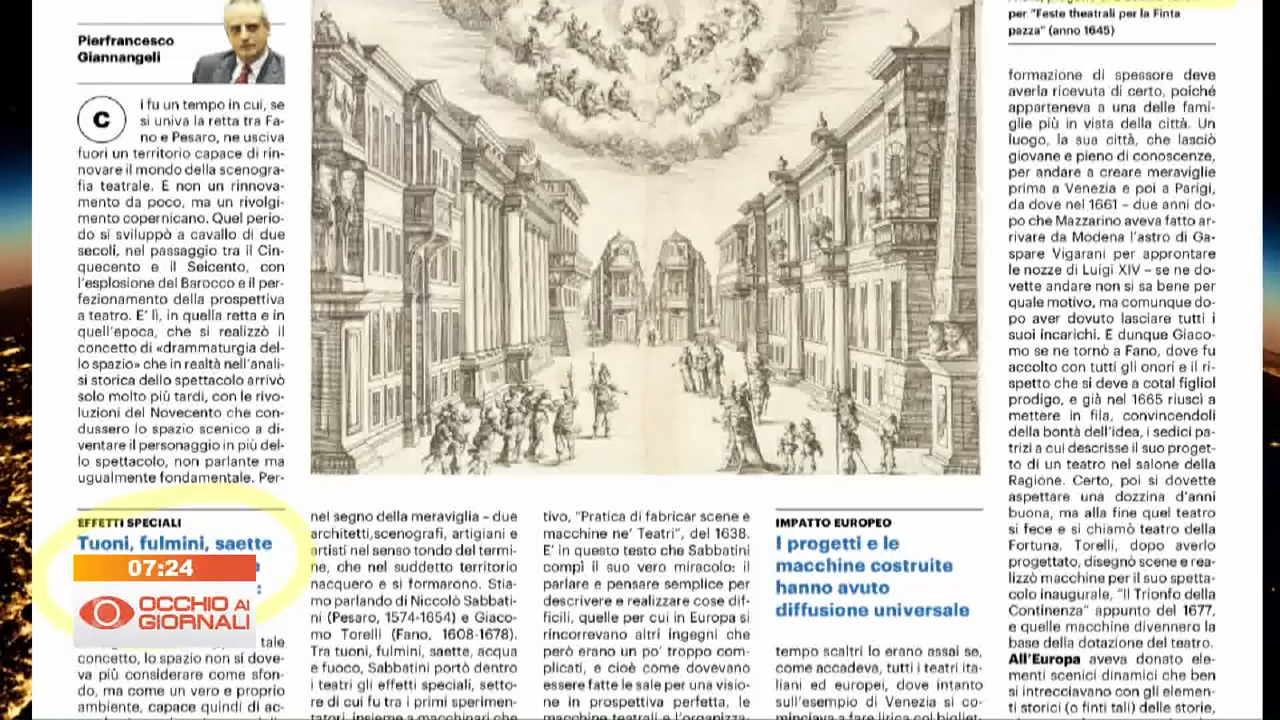 Pierfrancesco
Giannangeli
C i fu un tempo in cui, se
si univa la retta tra Fa-
no e Pesaro, ne usciva
fuori un territorio capace di rin-
novare il mondo della scenogra-
fia teatrale. E non un rinnova-
mento da poco, ma un rivolgi-
mento copernicano. Quel perio-
do si sviluppò a cavallo di due
secoli, nel passaggio tra il Cin-
quecento e il Seicento, con
l'esplosione del Barocco e il per-
fezionamento della prospettiva
a teatro. E' lì, in quella retta e in
quell'epoca, che si realizzò il
concetto di «drammaturgia del-
lo spazio» che in realtà nell'anali-
si storica dello spettacolo arrivò
solo molto più tardi, con le rivo-
luzioni del Novecento che con-
dussero lo spazio scenico a di-
ventare il personaggio in più del-
lo spettacolo, non parlante ma
ugualmente fondamentale. Per-
EFFETTI SPECIALI
Tuoni, fulmini, saette
07:24
OCCHIO AI
GIORNALI
tale
concetto, lo spazio non si dove-
va più considerare come sfon-
do, ma come un vero e proprio
ambiente, capace quindi di ac-
nel segno della meraviglia – due
architetti,scenografi, artigiani e
artisti nel senso tondo del termi-
ne, che nel suddetto territorio
nacquero e si formarono. Stia-
mo parlando di Niccolò Sabbati-
ni (Pesaro, 1574-1654) e Giaco-
mo Torelli (Fano, 1608-1678).
Tra tuoni, fulmini, saette, acqua
e fuoco, Sabbatini portò dentro
i teatri gli effetti speciali, setto-
re di cui fu tra i primi sperimen-
tatori, insieme a macchinari che
tivo, "Pratica di fabricar scene e
macchine ne' Teatri", del 1638.
E' in questo testo che Sabbatini
compì il suo vero miracolo: il
parlare e pensare semplice per
descrivere e realizzare cose dif-
ficili, quelle per cui in Europa si
rincorrevano altri ingegni che
però erano un po' troppo com-
plicati, e cioè come dovevano
essere fatte le sale per una visio-
ne in prospettiva perfetta, le
macchine teatrali e l'organizza-
IMPATTO EUROPEO
I progetti e le
macchine costruite
hanno avuto
diffusione universale
tempo scaltri lo erano assai se,
come accadeva, tutti i teatri ita-
liani ed europei, dove intanto
sull'esempio di Venezia si co-
minciava a fare lirica col bigliet-
per "Feste theatrali per la Finta
pazza" (anno 1645)
formazione di spessore deve
averla ricevuta di certo, poiché
apparteneva a una delle fami-
glie più in vista della città. Un
luogo, la sua città, che lasciò
giovane e pieno di conoscenze,
per andare a creare meraviglie
prima a Venezia e poi a Parigi,
da dove nel 1661 – due anni do-
po che Mazzarino aveva fatto ar-
rivare da Modena l'astro di Ga-
spare Vigarani per approntare
le nozze di Luigi XIV – se ne do-
vette andare non si sa bene per
quale motivo, ma comunque do-
po aver dovuto lasciare tutti i
suoi incarichi. E dunque Giaco-
mo se ne tornò a Fano, dove fu
accolto con tutti gli onori e il ri-
spetto che si deve a cotal figliol
prodigo, e già nel 1665 riuscì a
mettere in fila, convincendoli
della bontà dell'idea, i sedici pa-
trizi a cui descrisse il suo proget-
to di un teatro nel salone della
Ragione. Certo, poi si dovette
aspettare una dozzina d'anni
buona, ma alla fine quel teatro
si fece e si chiamò teatro della
Fortuna. Torelli, dopo averlo
progettato, disegnò scene e rea-
lizzò macchine per il suo spetta-
colo inaugurale, "Il Trionfo della
Continenza" appunto del 1677,
e quelle macchine divennero la
base della dotazione del teatro.
All'Europa aveva donato ele-
menti scenici dinamici che ben
si intrecciavano con gli elemen-
ti storici (o finti tali) delle storie,